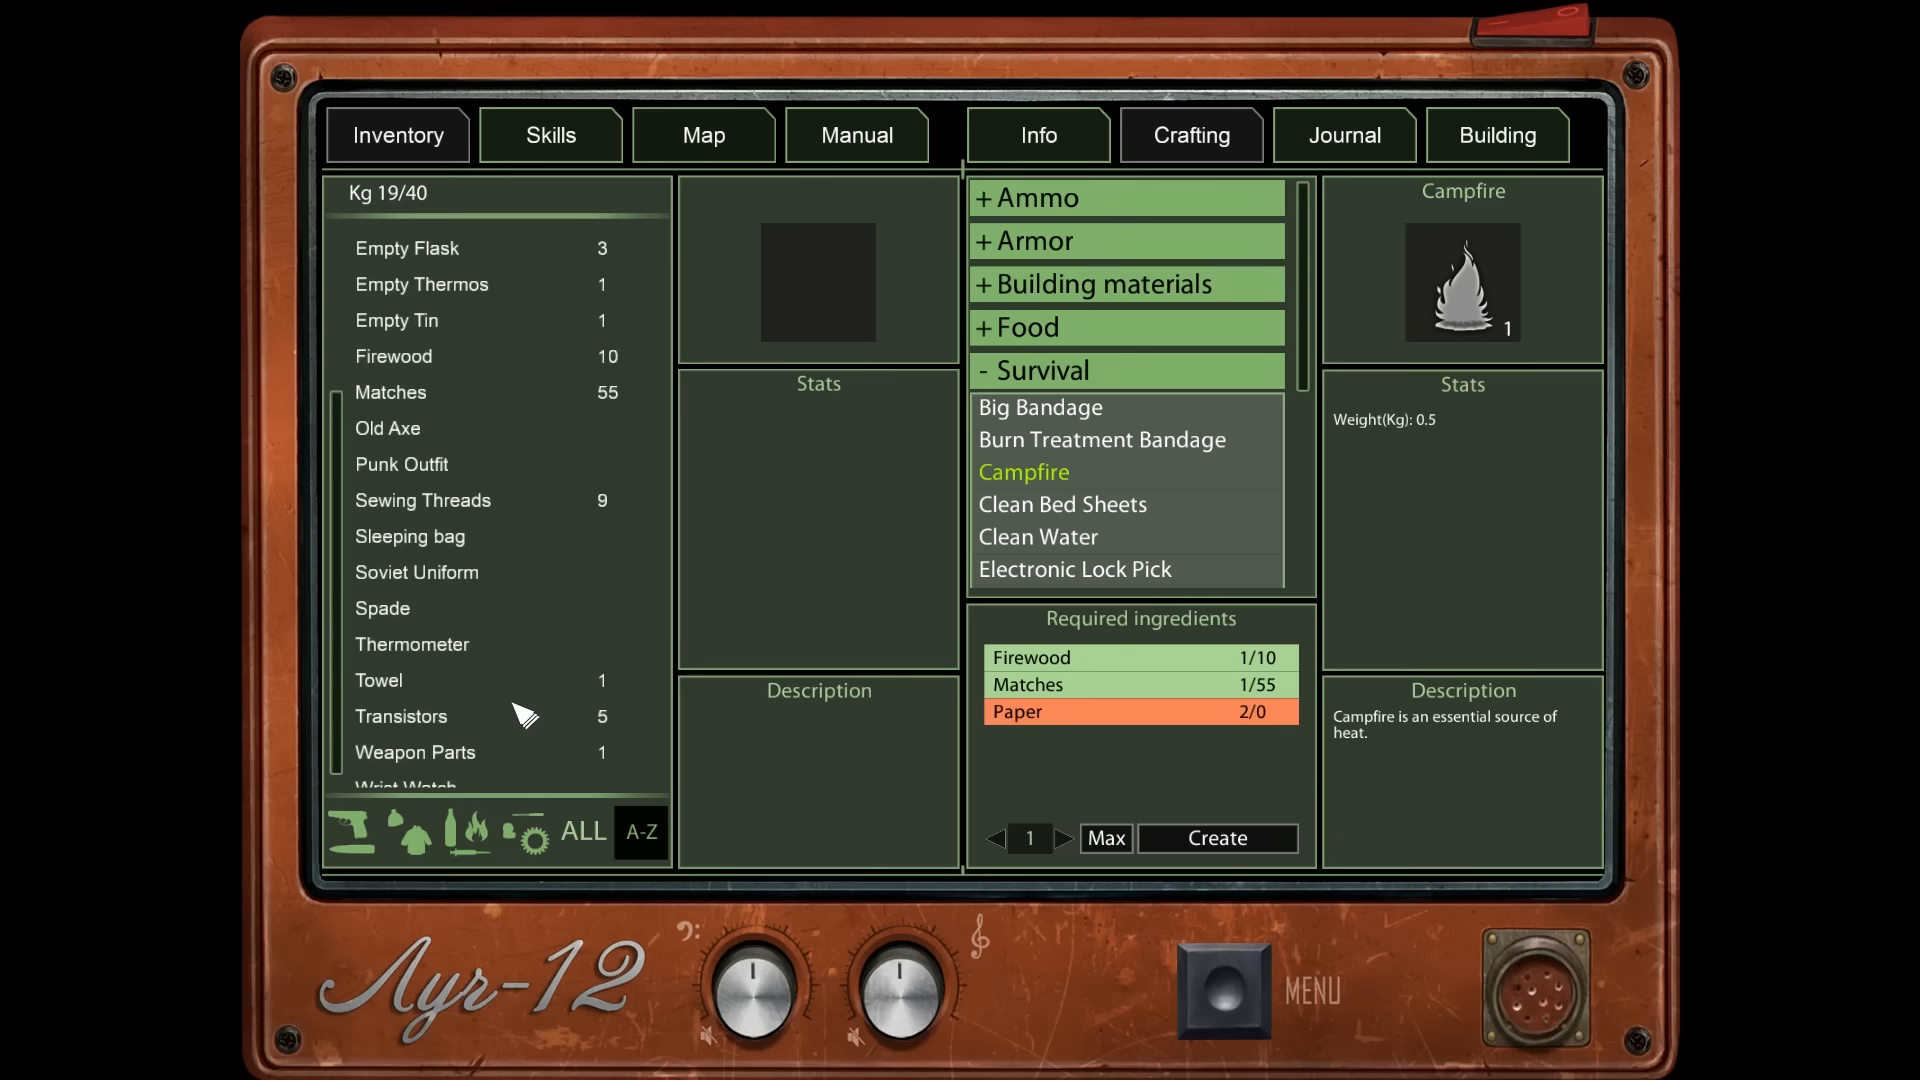 Inventory
Skills
Map
Manual
Info
Crafting
Journal
Building
Kg 19/40
Empty Flask 3
Empty Thermos 1
Empty Tin 1
Firewood 10
Matches 55
Old Axe
Punk Outfit
Sewing Threads 9
Sleeping bag
Soviet Uniform
Spade
Thermometer
Towel 1
Transistors 5
Weapon Parts 1
Wrist Watch
ALL
A-Z
Stats
Description
+ Ammo
+ Armor
+ Building materials
+ Food
- Survival
Big Bandage
Burn Treatment Bandage
Campfire
Clean Bed Sheets
Clean Water
Electronic Lock Pick
Required ingredients
Firewood 1/10
Matches 1/55
Paper 2/0
1
Max
Create
Campfire
1
Stats
Weight(Kg): 0.5
Description
Campfire is an essential source of
heat.
Луч-12
MENU